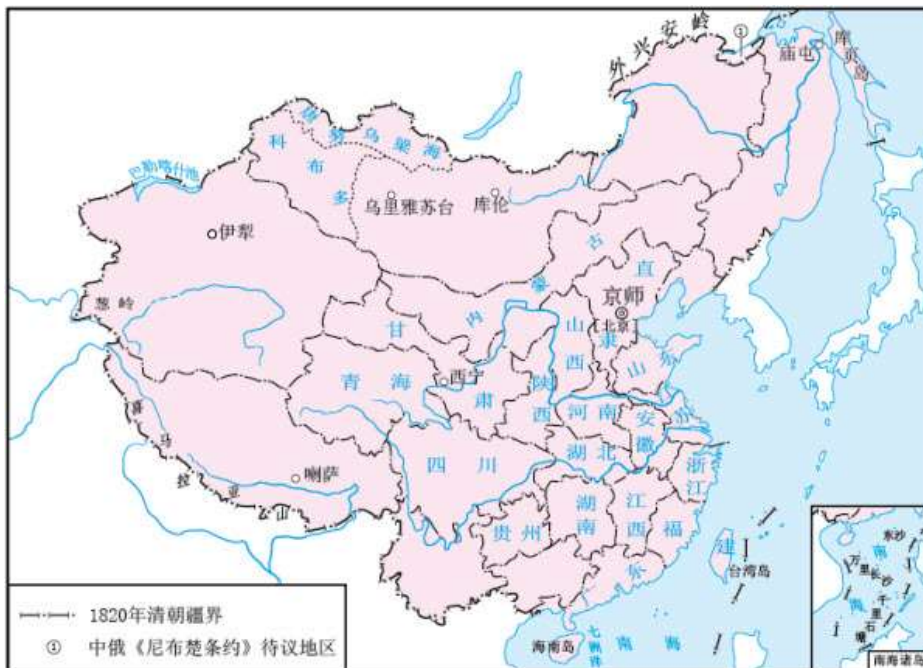 外兴安岭
①
庙屯
库页岛
唐努乌梁海
科布多
巴勒喀什池
乌里雅苏台
库伦
伊犁
内蒙古
直隶
京师
[北京]
葱岭
甘肃
山西
山东
青海
西宁
陕西
河南
安徽
江苏
喜马拉亚山
喇萨
四川
湖北
浙江
贵州
湖南
江西
福建
台湾岛
东
海南岛
七洲洋
南海
东沙
南海
万里长沙
千里石塘
南海诸岛
1820年清朝疆界
① 中俄《尼布楚条约》待议地区